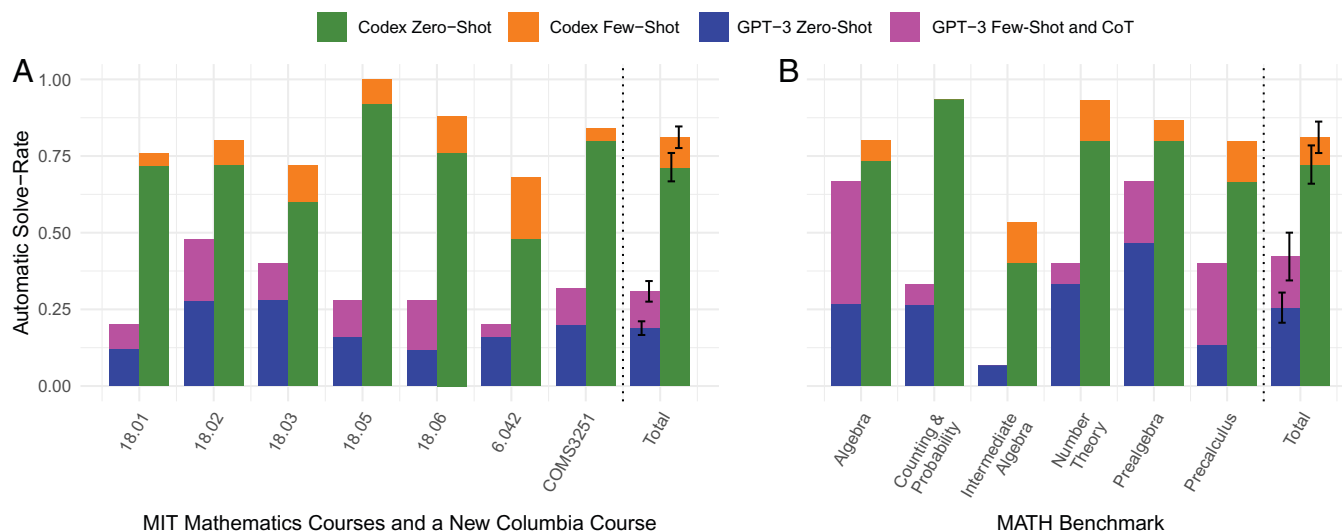 Codex Zero−Shot Codex Few−Shot GPT−3 Zero-Shot GPT−3 Few-Shot and CoT
A
B
Automatic Solve−Rate
1.00
0.75
0.50
0.25
0.00
18.01
18.02
18.03
18.05
18.06
6.042
COMS3251
Total
Algebra
Counting &
Probability
Intermediate
Algebra
Number
Theory
Prealgebra
Precalculus
Total
MIT Mathematics Courses and a New Columbia Course
MATH Benchmark